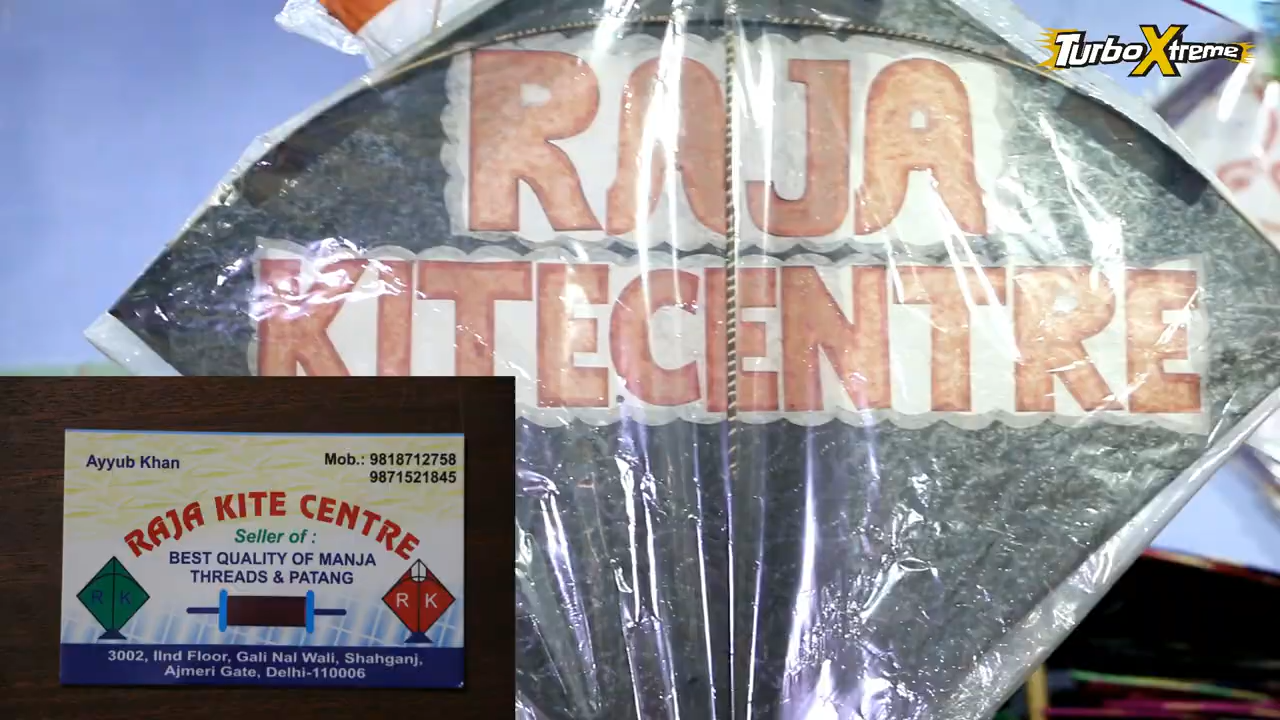 TurboXtreme
RAJA
KITECENTRE
Ayyub Khan
Mob.: 9818712758
9871521845
RAJA KITE CENTRE
Seller of :
BEST QUALITY OF MANJA
THREADS & PATANG
R K
R K
3002, IInd Floor, Gali Nal Wali, Shahganj,
Ajmeri Gate, Delhi-110006